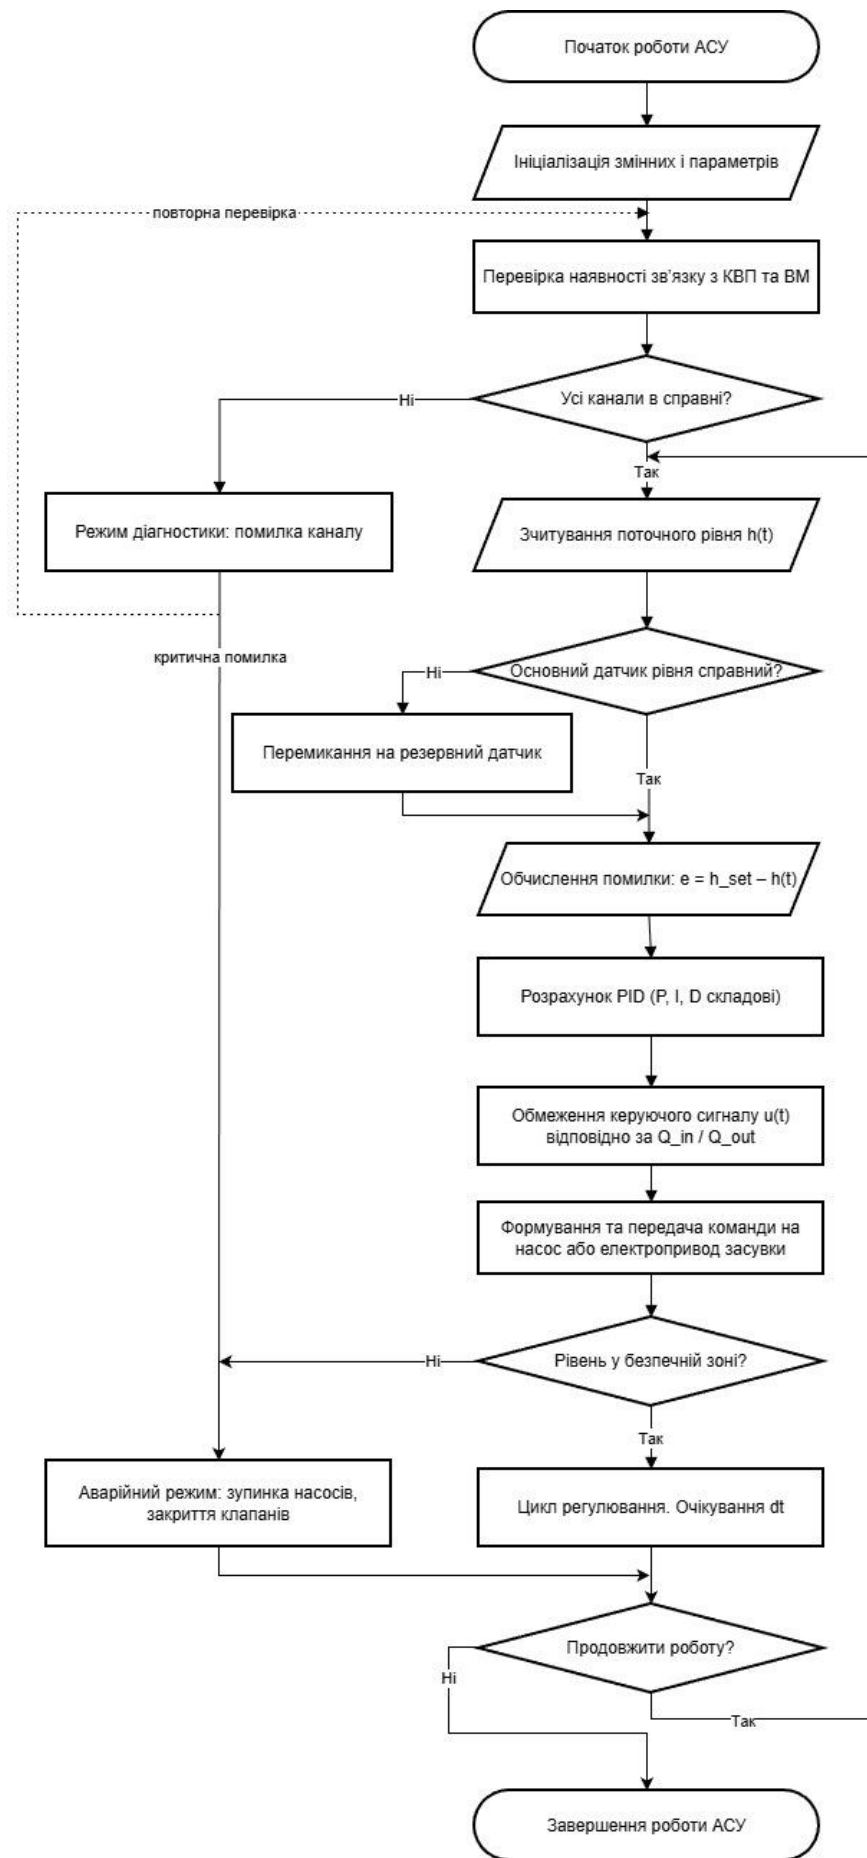 Початок роботи АСУ
Ініціалізація змінних і параметрів
повторна перевірка
Перевірка наявності зв'язку з КВП та ВМ
Усі канали в справні?
Ні
Так
Режим діагностики: помилка каналу
Зчитування поточного рівня h(t)
критична помилка
Основний датчик рівня справний?
Ні
Перемикання на резервний датчик
Так
Обчислення помилки: e = h_set – h(t)
Розрахунок PID (P, I, D складові)
Обмеження керуючого сигналу u(t)
відповідно за Q_in / Q_out
Формування та передача команди на
насос або електропривод засувки
Рівень у безпечній зоні?
Ні
Так
Аварійний режим: зупинка насосів,
закриття клапанів
Цикл регулювання. Очікування dt
Продовжити роботу?
Ні
Так
Завершення роботи АСУ